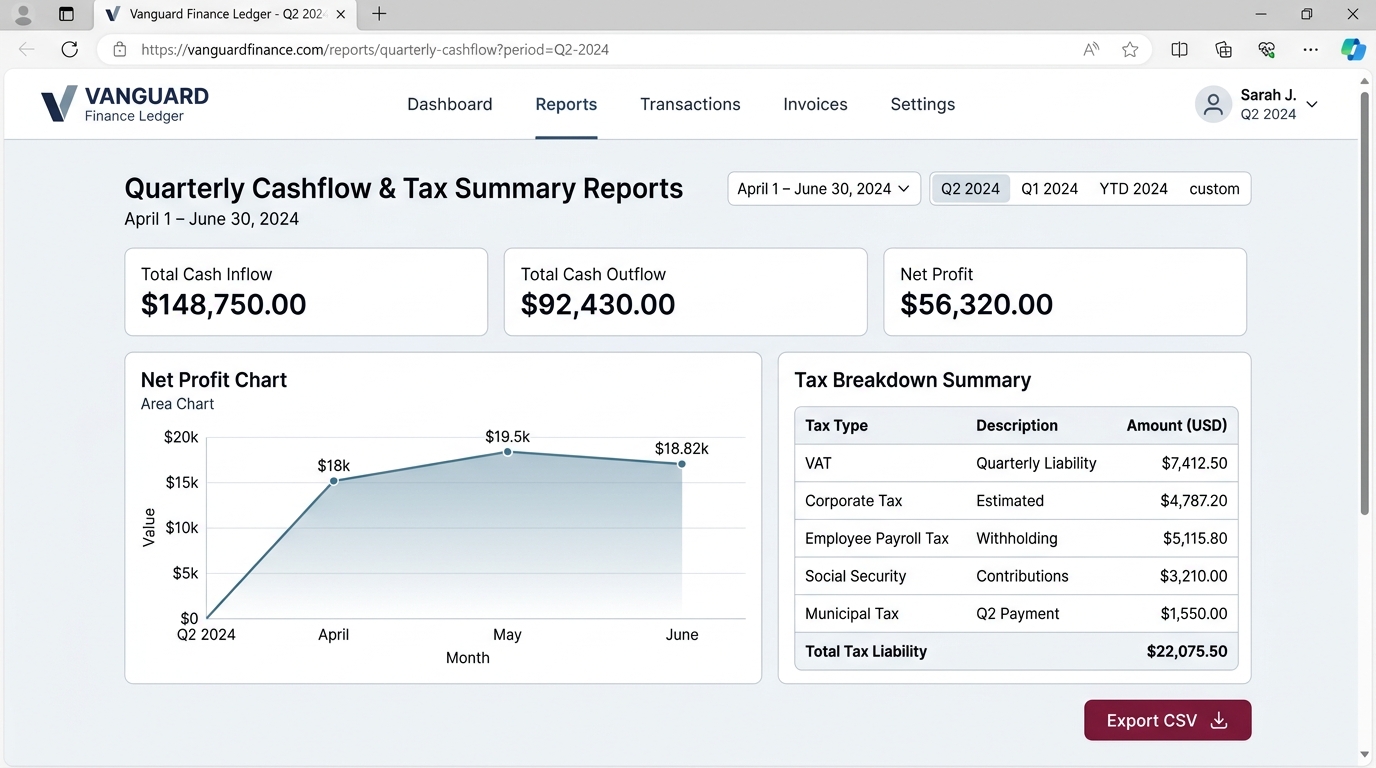 Vanguard Finance Ledger - Q2 202
https://vanguardfinance.com/reports/quarterly-cashflow?period=Q2-2024
VANGUARD
Finance Ledger
Dashboard
Reports
Transactions
Invoices
Settings
Sarah J.
Q2 2024
Quarterly Cashflow & Tax Summary Reports
April 1 – June 30, 2024
April 1 – June 30, 2024
Q2 2024
Q1 2024
YTD 2024
custom
Total Cash Inflow
$148,750.00
Total Cash Outflow
$92,430.00
Net Profit
$56,320.00
Net Profit Chart
Area Chart
$20k
$15k
$10k
$5k
$0
Value
$18k
$19.5k
$18.82k
Q2 2024
April
May
June
Month
Tax Breakdown Summary
Tax Type Description Amount (USD)
VAT Quarterly Liability $7,412.50
Corporate Tax Estimated $4,787.20
Employee Payroll Tax Withholding $5,115.80
Social Security Contributions $3,210.00
Municipal Tax Q2 Payment $1,550.00
Total Tax Liability $22,075.50
Export CSV